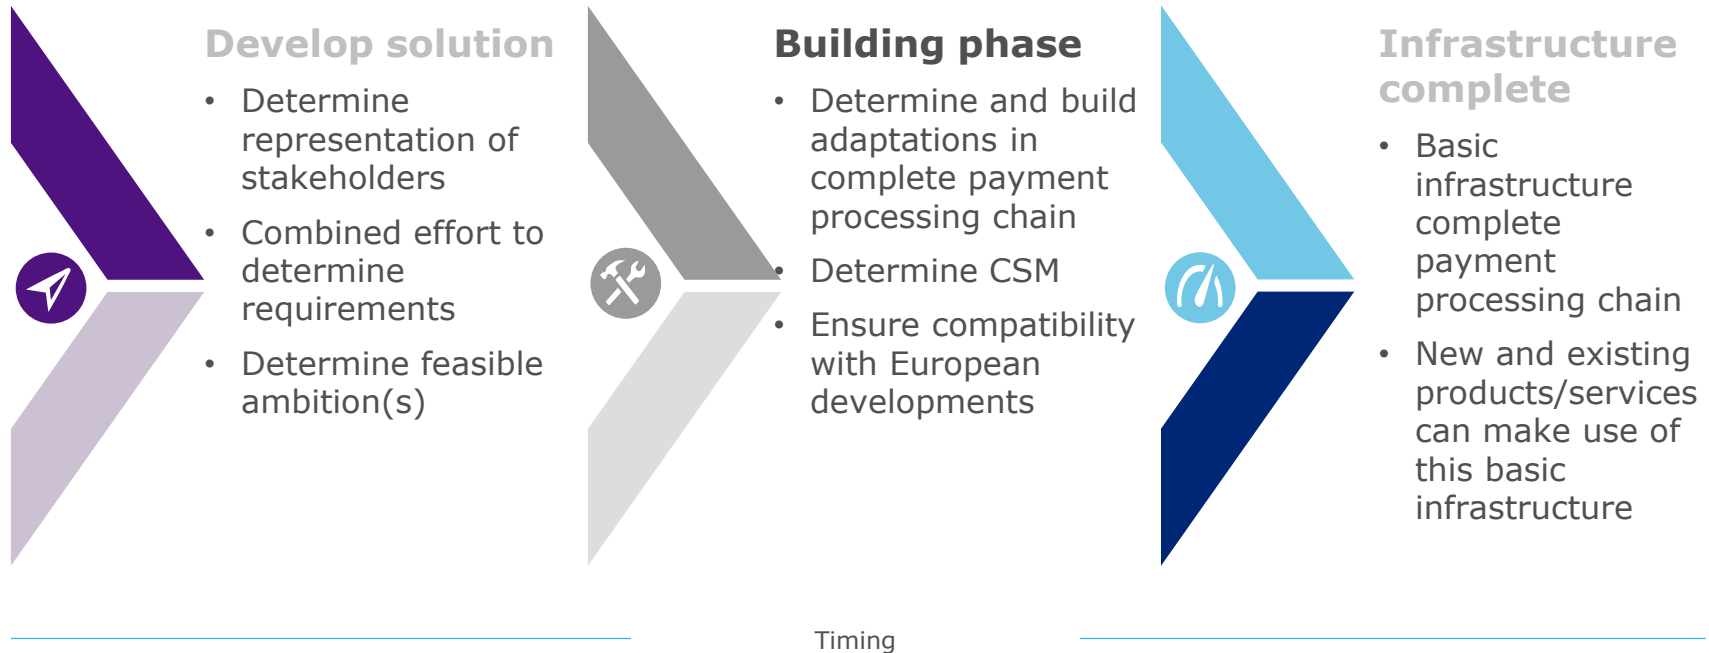 Develop solution
• Determine
representation of
stakeholders
• Combined effort to
determine
requirements
• Determine feasible
ambition(s)
Building phase
• Determine and build
adaptations in
complete payment
processing chain
• Determine CSM
• Ensure compatibility
with European
developments
Infrastructure
complete
• Basic
infrastructure
complete
payment
processing chain
• New and existing
products/services
can make use of
this basic
infrastructure
Timing